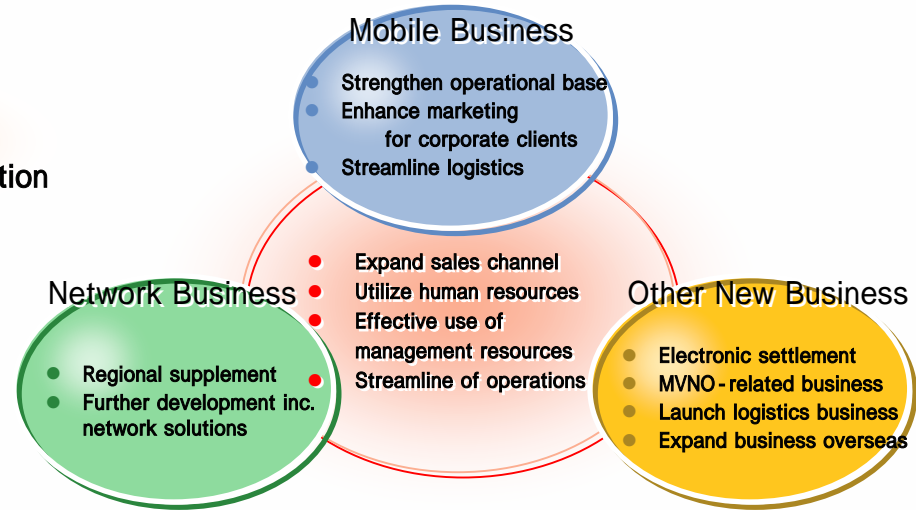 Mobile Business
Strengthen operational base
Enhance marketing
for corporate clients
Streamline logistics
tion
Expand sales channel
Utilize human resources
Effective use of
management resources
Streamline of operations
Network Business
Regional supplement
Further development inc.
network solutions
Other New Business
Electronic settlement
MVNO-related business
Launch logistics business
Expand business overseas